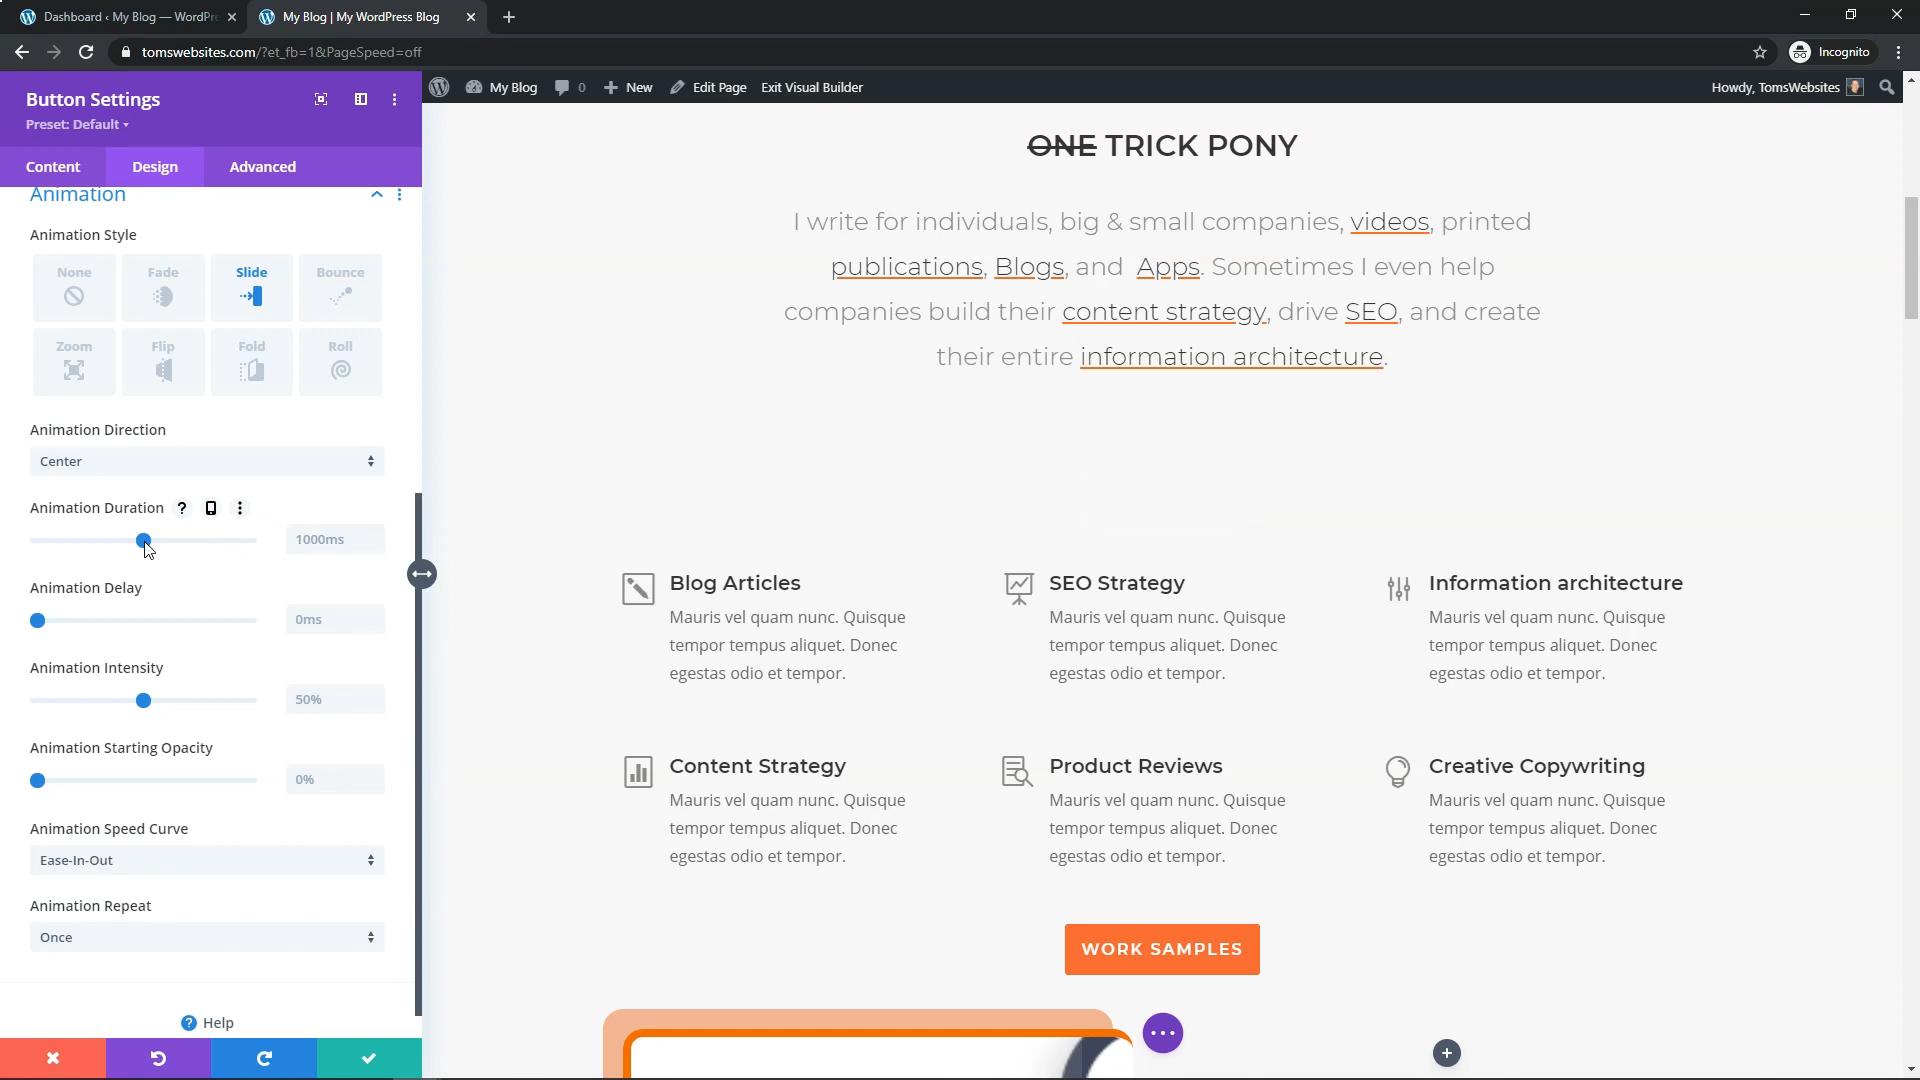 Dashboard ‹ My Blog — WordPre
My Blog | My WordPress Blog
tomswebsites.com/?et_fb=1&PageSpeed=off
Incognito
Button Settings
Preset: Default
My Blog
0
New
Edit Page
Exit Visual Builder
Howdy, TomsWebsites
Content
Design
Advanced
Animation
Animation Style
None
Fade
Slide
Bounce
Zoom
Flip
Fold
Roll
Animation Direction
Center
Animation Duration
1000ms
Animation Delay
0ms
Animation Intensity
50%
Animation Starting Opacity
0%
Animation Speed Curve
Ease-In-Out
Animation Repeat
Once
Help
ONE TRICK PONY
I write for individuals, big & small companies, videos, printed
publications, Blogs, and Apps. Sometimes I even help
companies build their content strategy, drive SEO, and create
their entire information architecture.
Blog Articles
Mauris vel quam nunc. Quisque
tempor tempus aliquet. Donec
egestas odio et tempor.
SEO Strategy
Mauris vel quam nunc. Quisque
tempor tempus aliquet. Donec
egestas odio et tempor.
Information architecture
Mauris vel quam nunc. Quisque
tempor tempus aliquet. Donec
egestas odio et tempor.
Content Strategy
Mauris vel quam nunc. Quisque
tempor tempus aliquet. Donec
egestas odio et tempor.
Product Reviews
Mauris vel quam nunc. Quisque
tempor tempus aliquet. Donec
egestas odio et tempor.
Creative Copywriting
Mauris vel quam nunc. Quisque
tempor tempus aliquet. Donec
egestas odio et tempor.
WORK SAMPLES